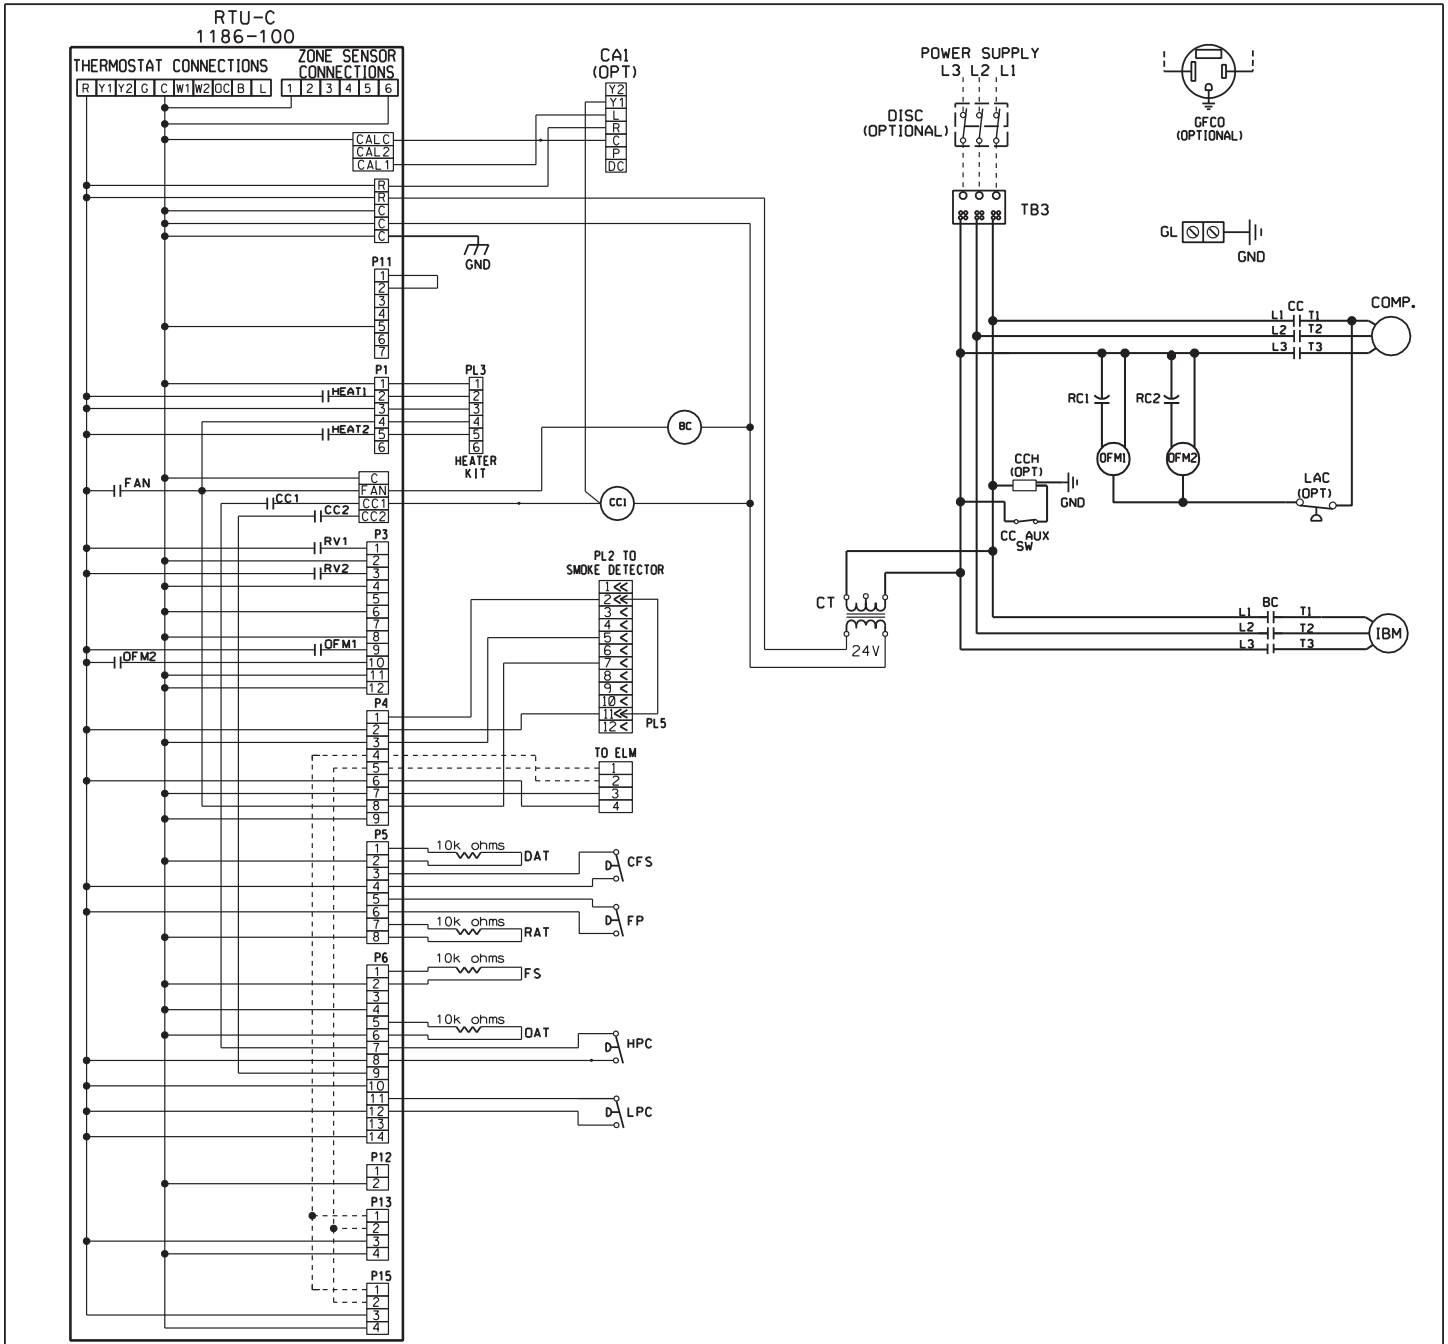 RTU-C
1186-100
THERMOSTAT CONNECTIONS
R Y1 Y2 G C W1 W2 OC B L
ZONE SENSOR
CONNECTIONS
1 2 3 4 5 6
CALC
CAL2
CAL1
R
R
C
C
C
GND
P11
1
2
3
4
5
6
7
P1
1
HEAT1 2
3
4
HEAT2 5
6
PL3
1
2
3
4
5
6
HEATER
KIT
C
FAN FAN
CC1 CC1
CC2 CC2
P3
RV1 1
2
RV2 3
4
5
6
7
8
OFM1 9
OFM2 10
11
12
P4
1
2
3
4
5
6
7
8
9
P5
1
2
3
4
5
6
7
8
10k ohms DAT
CFS
FP
10k ohms RAT
P6
1
2
3
4
5
6
7
8
9
10
11
12
13
14
10k ohms
FS
10k ohms
OAT
HPC
LPC
P12
1
2
P13
1
2
3
4
P15
1
2
3
4
CA1
(OPT)
Y2
Y1
L
R
C
P
DC
BC
CC1
PL2 TO
SMOKE DETECTOR
1
2
3
4
5
6
7
8
9
10
11
12
PL5
TO ELM
1
2
3
4
POWER SUPPLY
L3 L2 L1
DISC
(OPTIONAL)
TB3
GFCO
(OPTIONAL)
GL
GND
COMP.
L1 CC T1
L2 T2
L3 T3
RC1
RC2
OFM1
OFM2
CCH
(OPT)
GND
CC AUX
SW
LAC
(OPT)
CT
24V
L1 BC T1
L2 T2
L3 T3
IBM